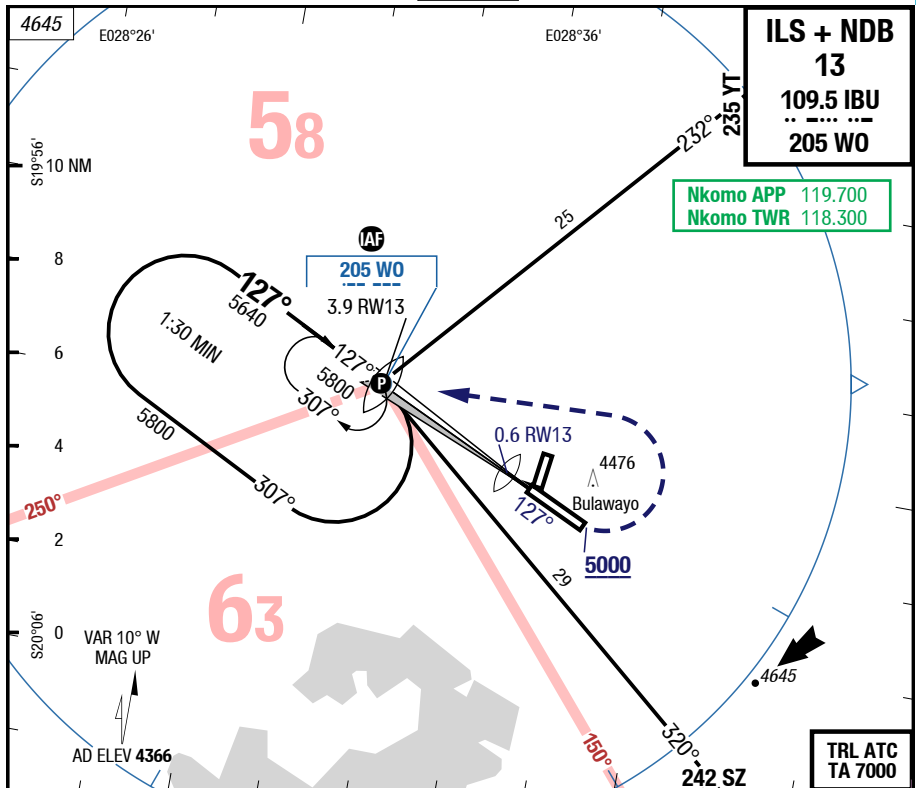 4645
E028°26'
E028°36'
ILS + NDB
13
109.5 IBU
205 WO
235 YT
232°
58
S19°56'
10 NM
Nkomo APP 119.700
Nkomo TWR 118.300
25
8
IAF
205 WO
3.9 RW13
127°
5640
1:30 MIN
6
127°
5800
P
307°
5800
4
0.6 RW13
4476
Bulawayo
307°
127°
250°
2
5000
29
63
S20°06'
0
VAR 10° W
MAG UP
4645
AD ELEV 4366
150°
320°
242 SZ
TRL ATC
TA 7000